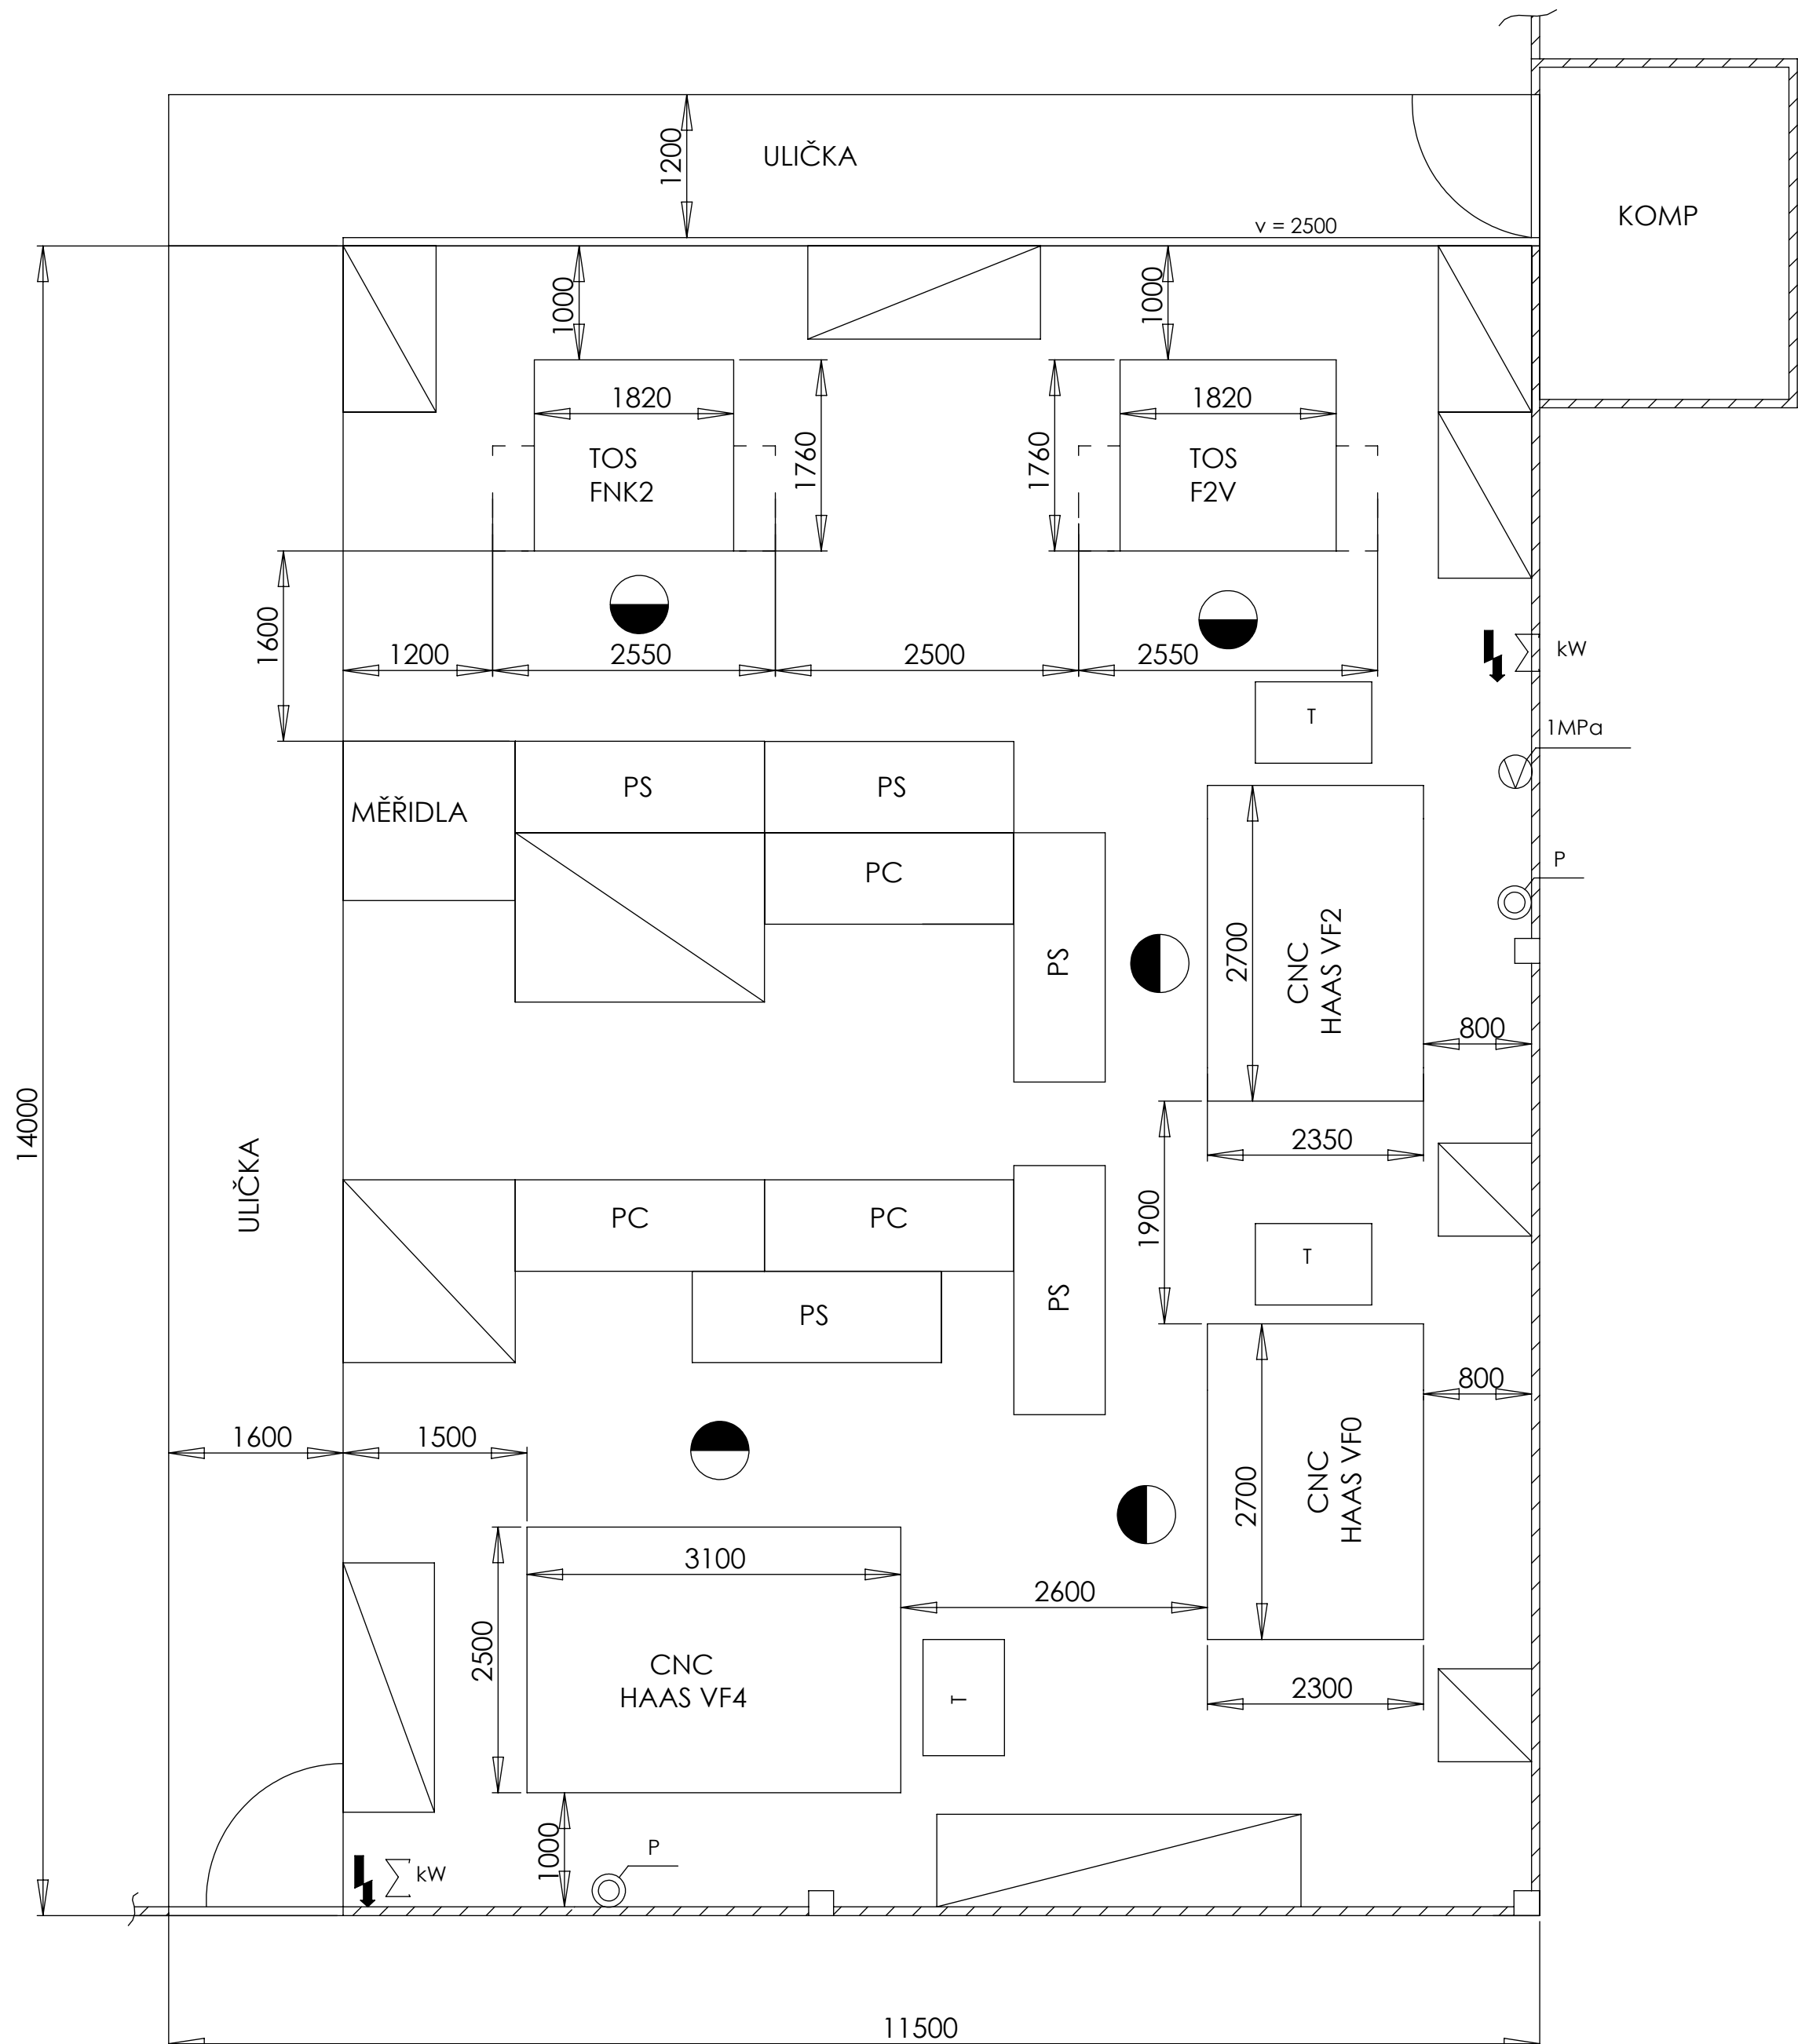 1200
ULIČKA
KOMP
v = 2500
1000
1000
1820
1820
TOS
FNK2
1760
1760
TOS
F2V
1600
1200
2550
2500
2550
kW
T
1MPa
MĚŘIDLA
PS
PS
PC
P
PS
2700
CNC
HAAS VF2
800
14000
ULIČKA
2350
1900
PC
PC
T
PS
PS
800
1600
1500
2700
CNC
HAAS VF0
3100
2600
2500
CNC
HAAS VF4
T
2300
1000
P
∑ kW
11500